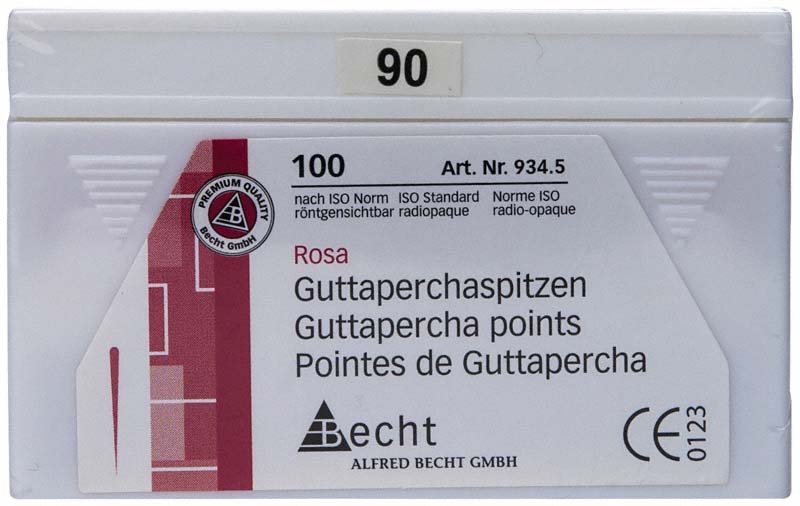 90
100 Art. Nr. 934.5
nach ISO Norm ISO Standard Norme ISO
röntgensichtbar radiopaque radio-opaque
PREMIUM QUALITY
B
Becht GmbH
Rosa
Guttaperchaspitzen
Guttapercha points
Pointes de Guttapercha
Becht
ALFRED BECHT GMBH
CE 0123